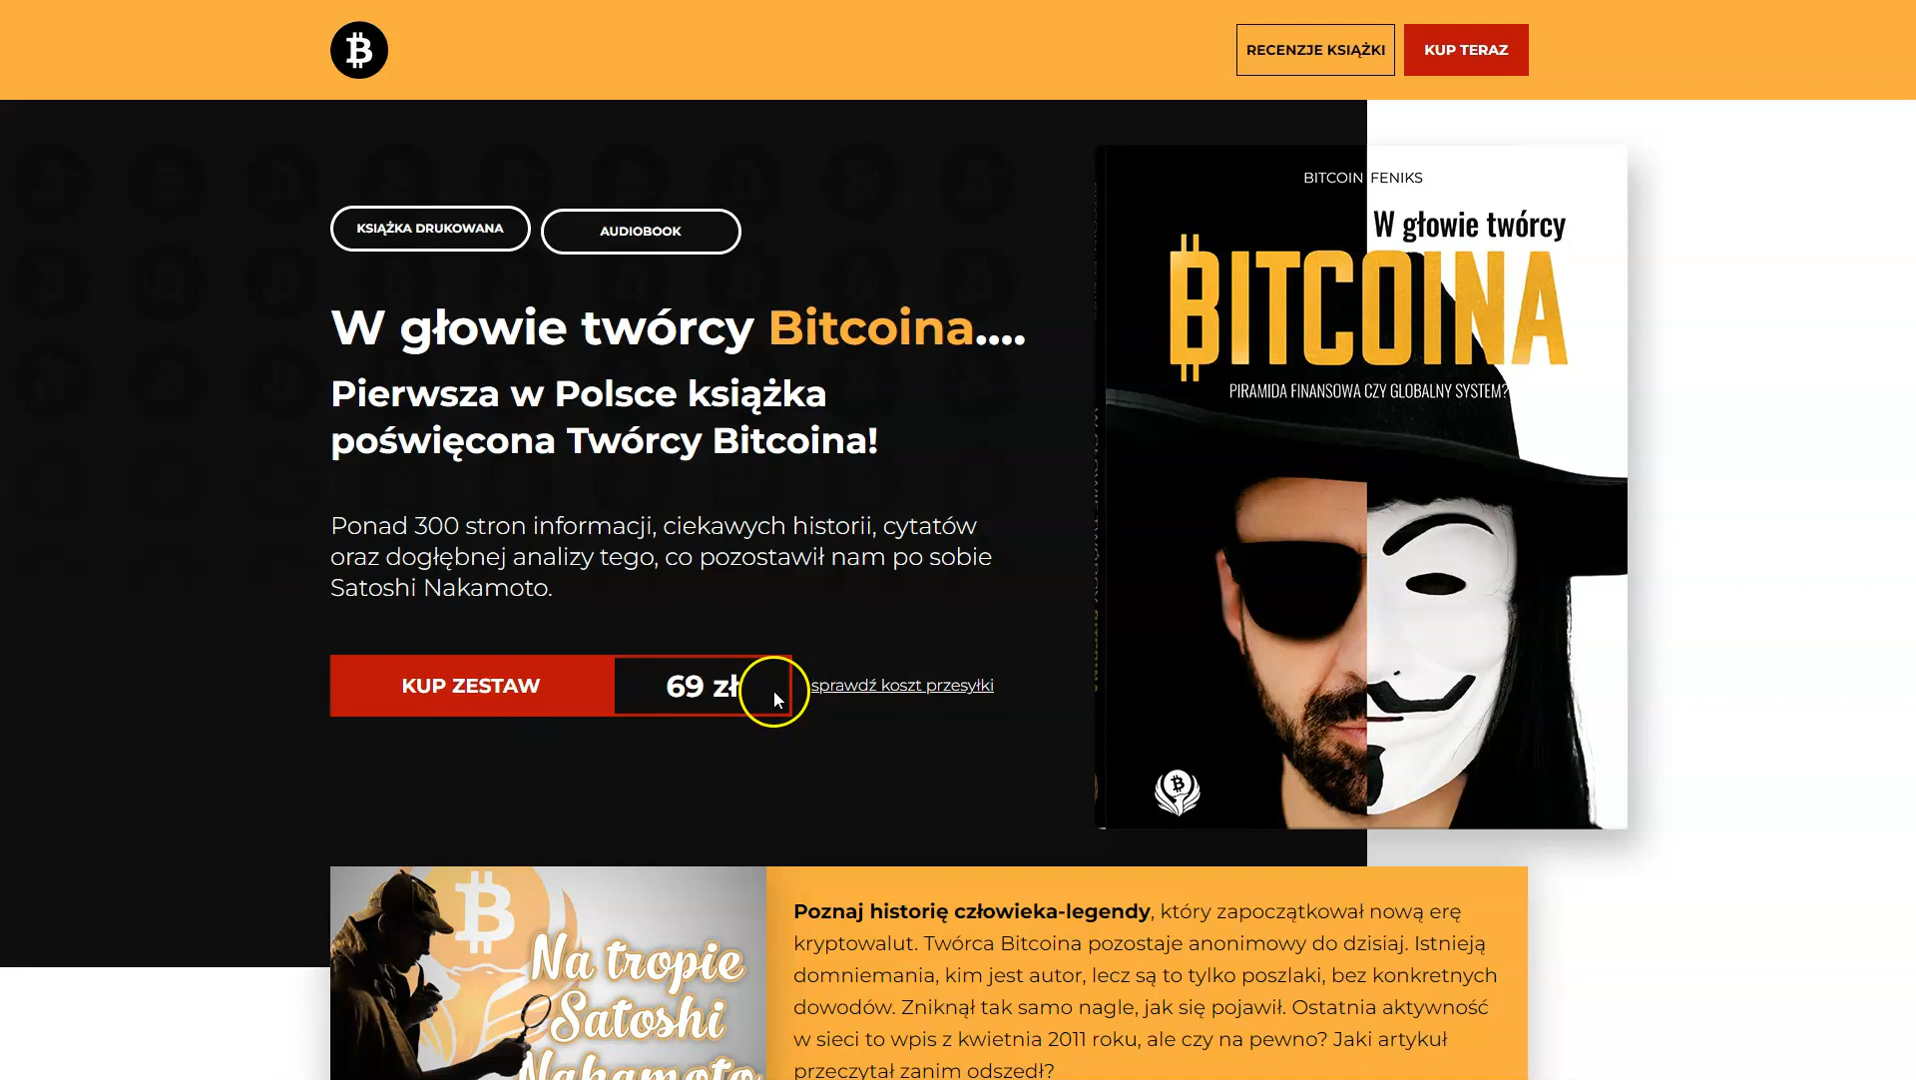 RECENZJE KSIĄŻKI
KUP TERAZ
KSIĄŻKA DRUKOWANA
AUDIOBOOK
W głowie twórcy Bitcoina....
Pierwsza w Polsce książka
poświęcona Twórcy Bitcoina!
Ponad 300 stron informacji, ciekawych historii, cytatów
oraz dogłębnej analizy tego, co pozostawił nam po sobie
Satoshi Nakamoto.
KUP ZESTAW
69 zł
sprawdź koszt przesyłki
BITCOIN FENIKS
W głowie twórcy
BITCOINA
PIRAMIDA FINANSOWA CZY GLOBALNY SYSTEM?
Na tropie
Satoshi
Nakamoto
Poznaj historię człowieka-legendy, który zapoczątkował nową erę
kryptowalut. Twórca Bitcoina pozostaje anonimowy do dzisiaj. Istnieją
domniemania, kim jest autor, lecz są to tylko poszlaki, bez konkretnych
dowodów. Zniknął tak samo nagle, jak się pojawił. Ostatnia aktywność
w sieci to wpis z kwietnia 2011 roku, ale czy na pewno? Jaki artykuł
przeczytał zanim odszedł?